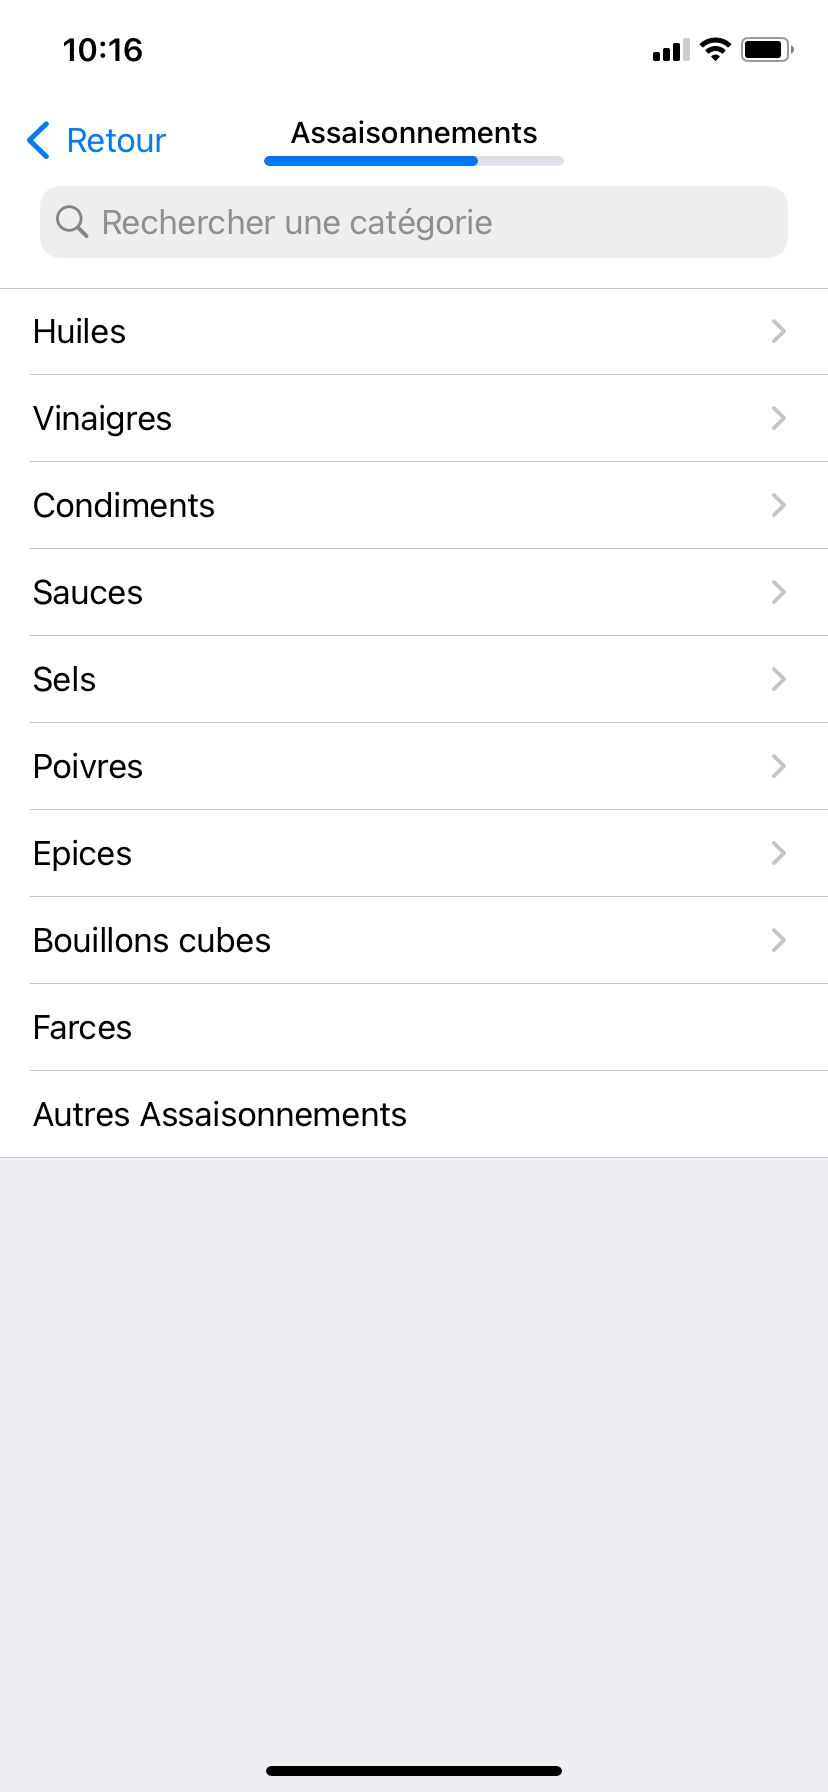 10:16
Retour
Assaisonnements
Rechercher une catégorie
Huiles
Vinaigres
Condiments
Sauces
Sels
Poivres
Epices
Bouillons cubes
Farces
Autres Assaisonnements